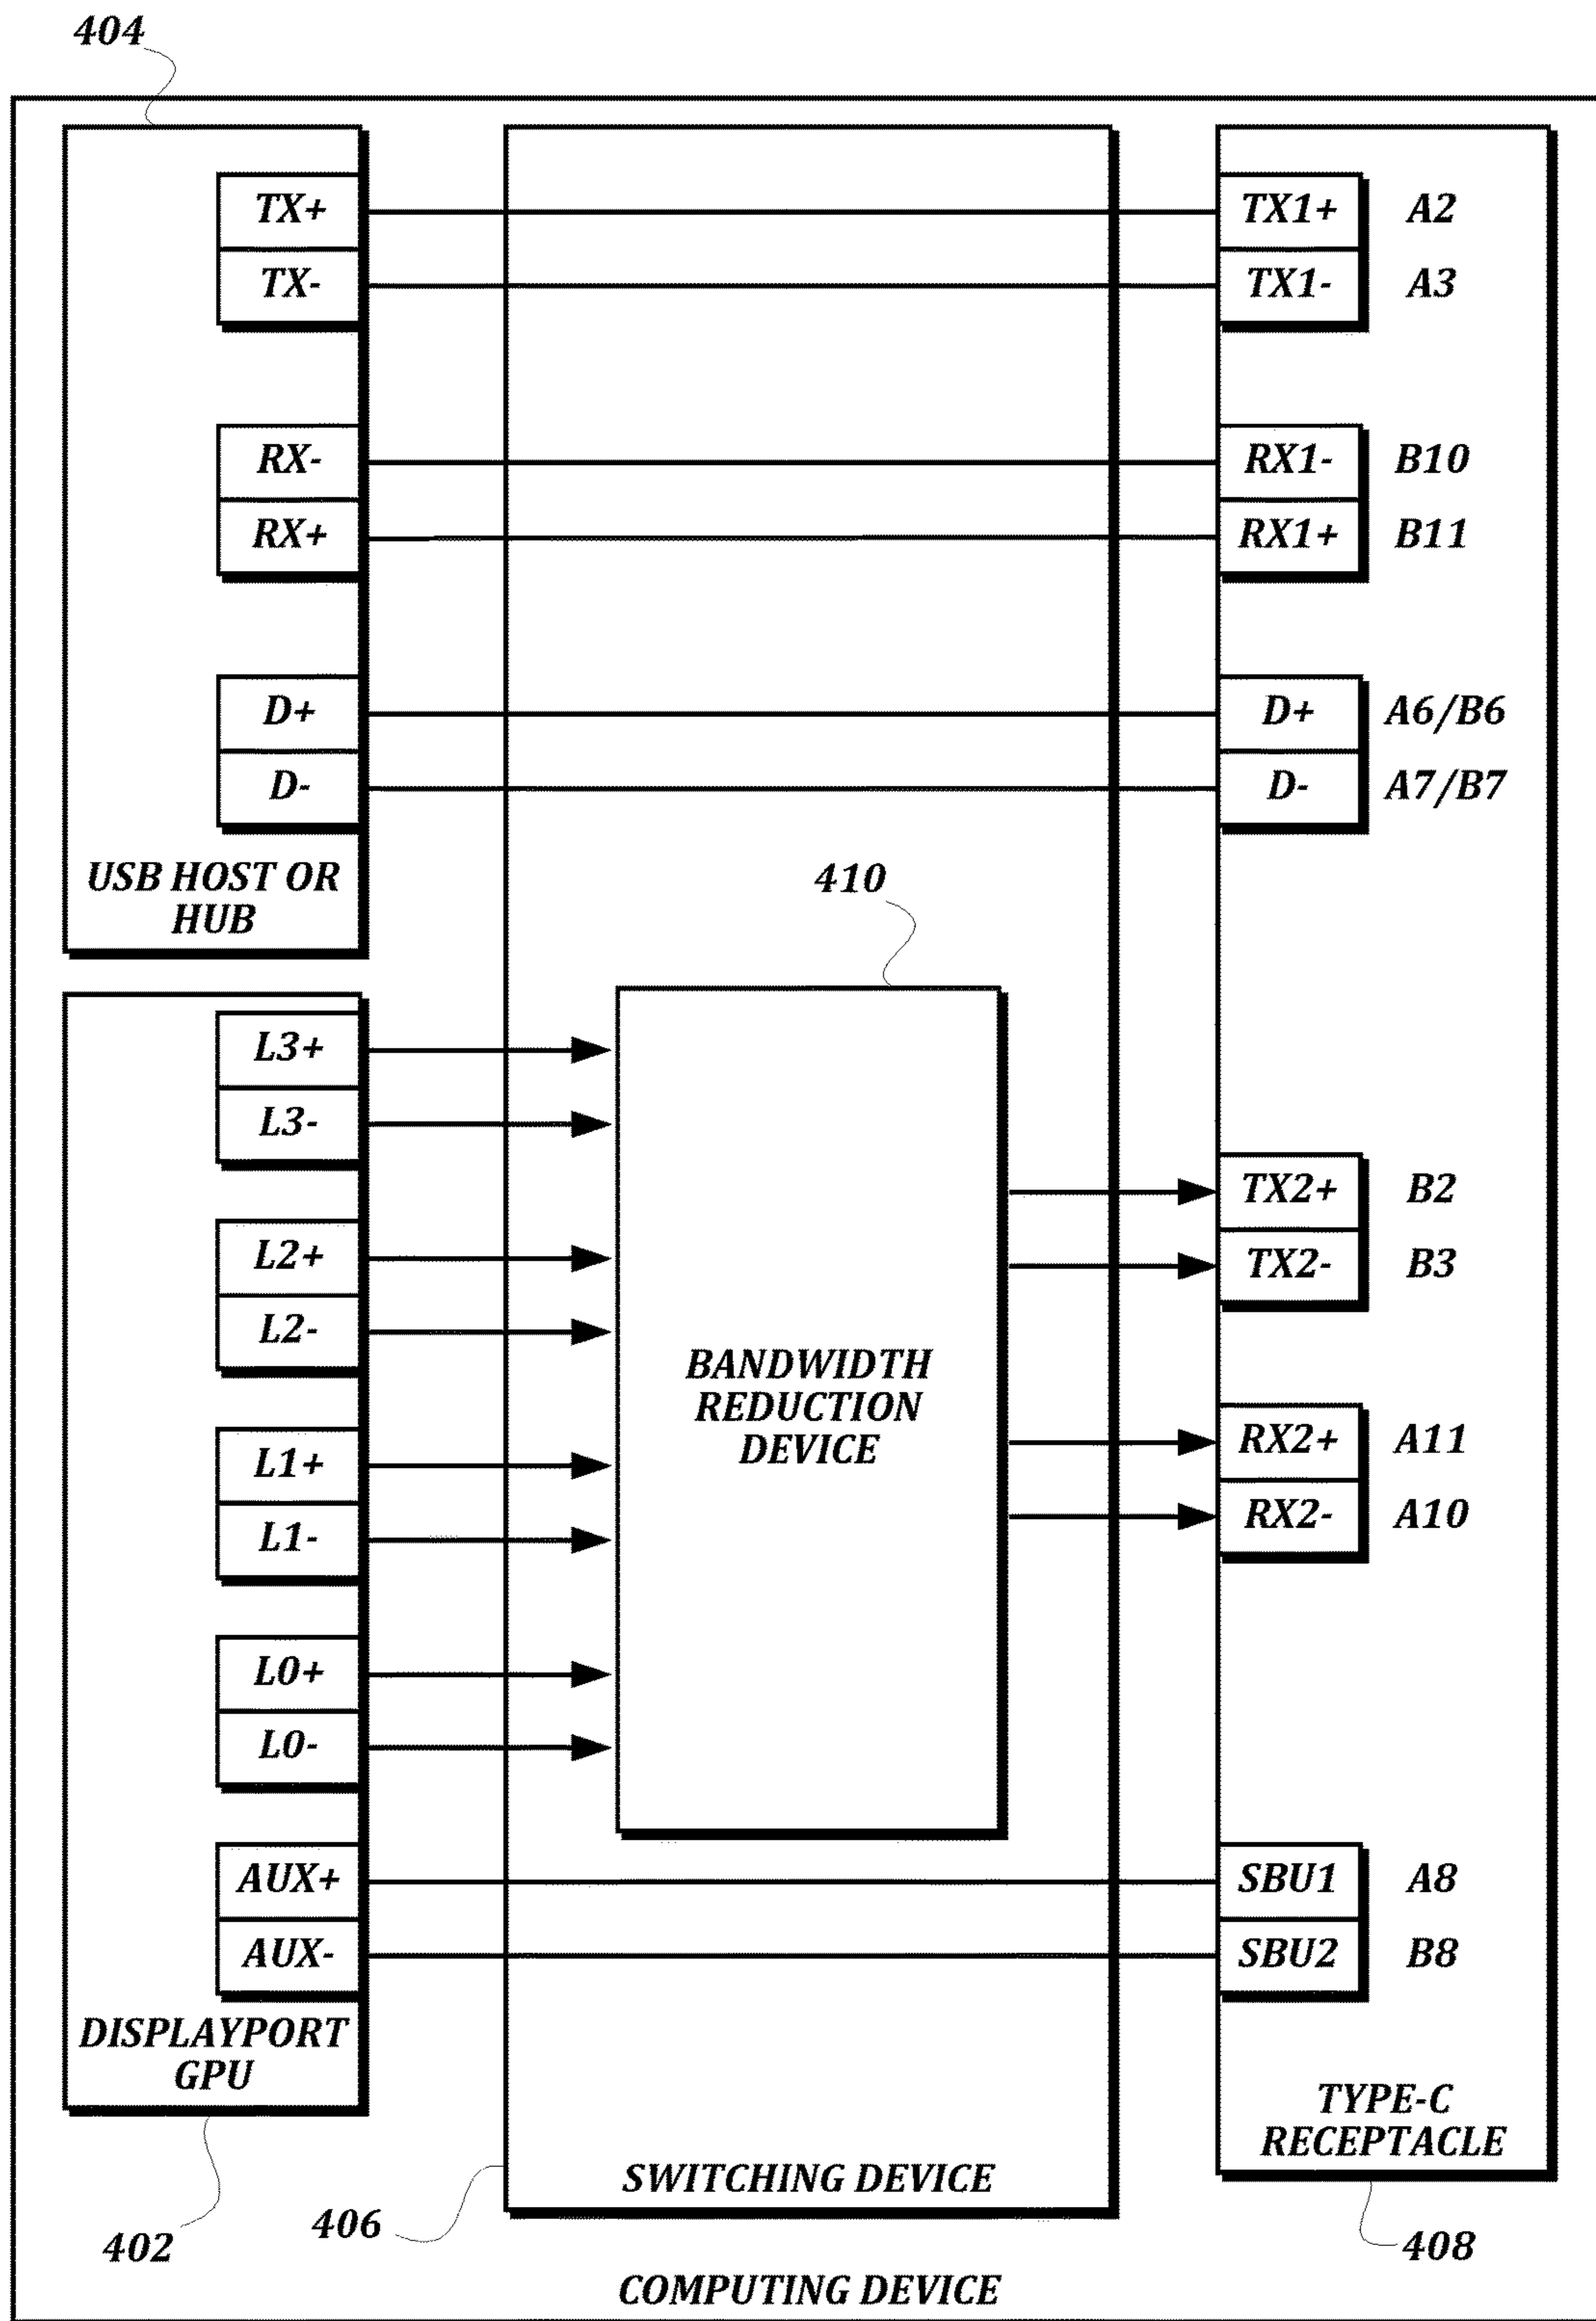 404
TX+
TX-
RX-
RX+
D+
D-
USB HOST OR
HUB
TX1+ A2
TX1- A3
RX1- B10
RX1+ B11
D+ A6/B6
D- A7/B7
410
L3+
L3-
L2+
L2-
L1+
L1-
L0+
L0-
AUX+
AUX-
DISPLAYPORT
GPU
BANDWIDTH
REDUCTION
DEVICE
TX2+ B2
TX2- B3
RX2+ A11
RX2- A10
SBU1 A8
SBU2 B8
TYPE-C
RECEPTACLE
SWITCHING DEVICE
402
406
408
COMPUTING DEVICE